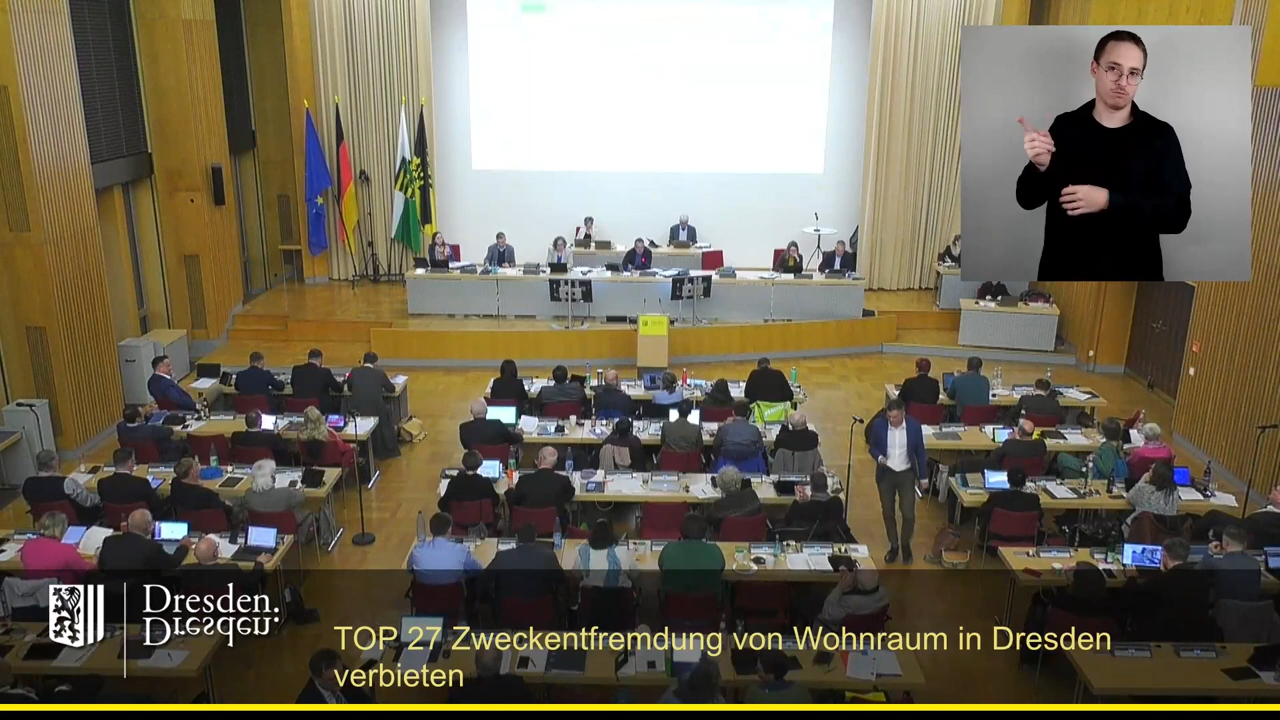 Dresden.
Dresden.
TOP 27 Zweckentfremdung von Wohnraum in Dresden
verbieten